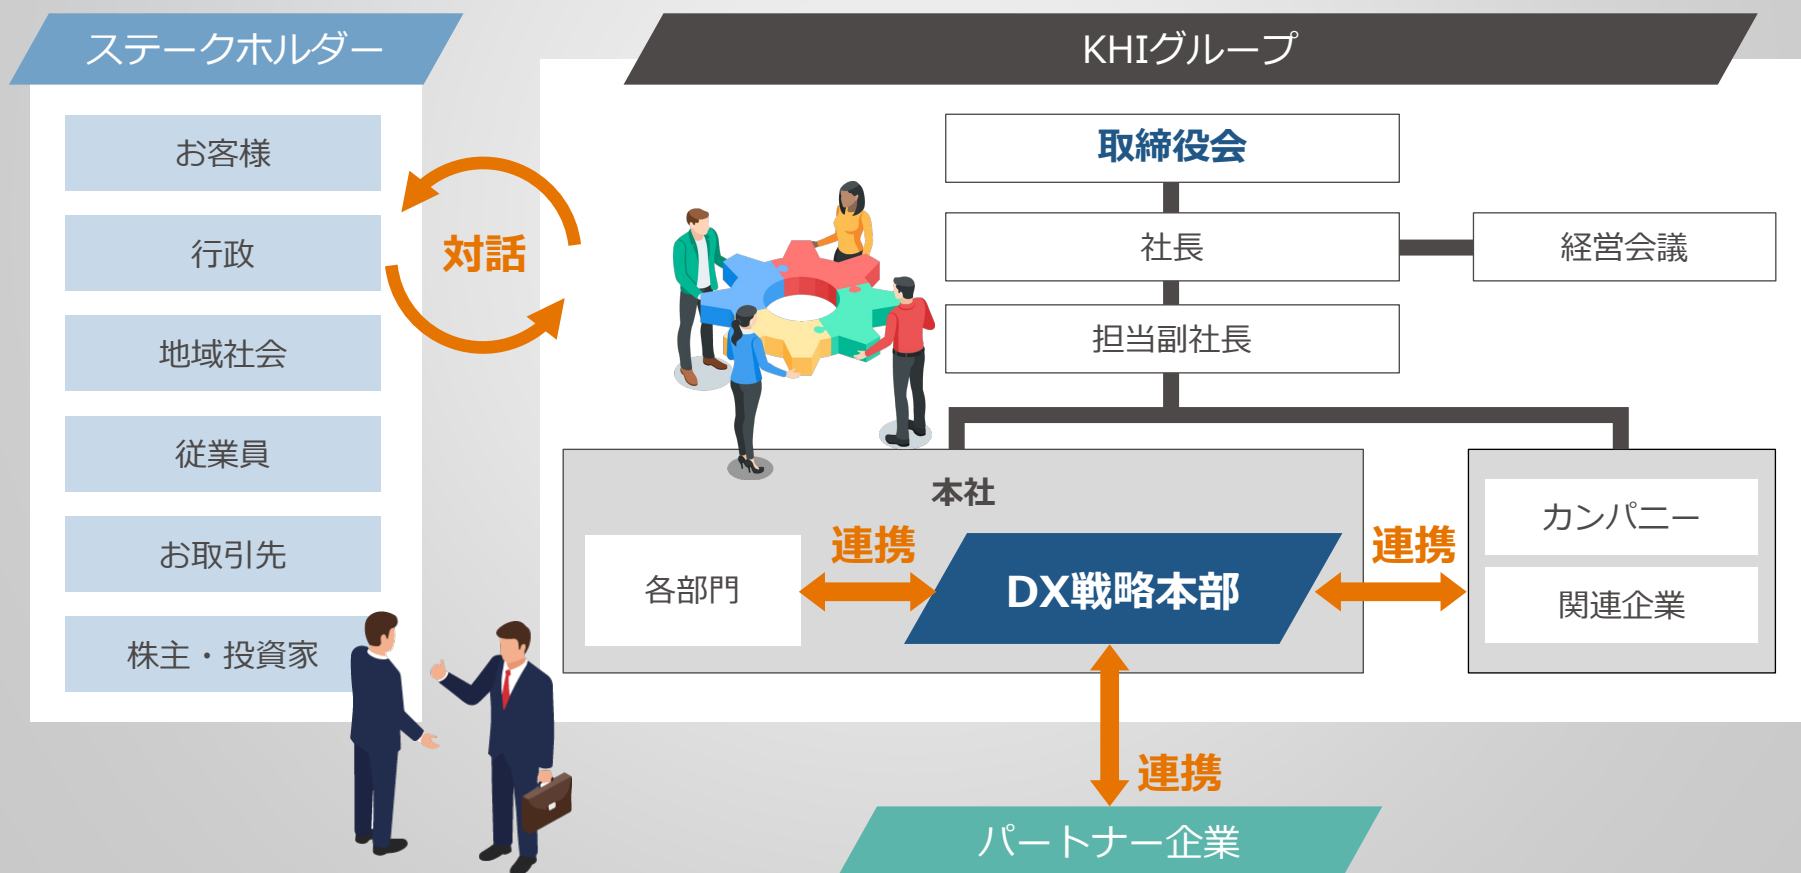 ステークホルダー
お客様
行政
地域社会
従業員
お取引先
株主・投資家
対話
KHIグループ
取締役会
社長
経営会議
担当副社長
本社
各部門
連携
DX戦略本部
連携
カンパニー
関連企業
連携
パートナー企業